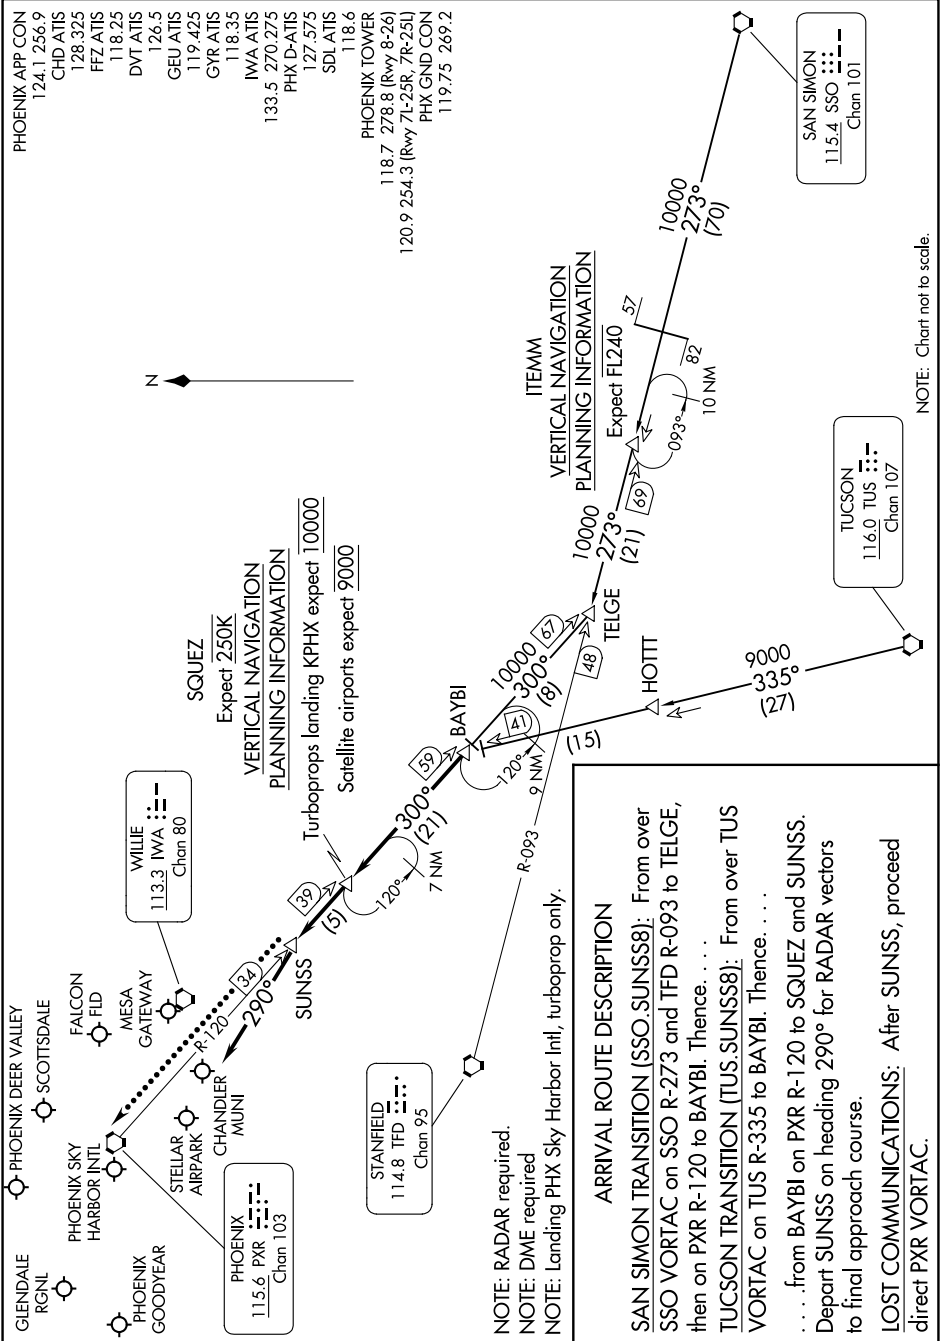 PHOENIX APP CON
124.1 256.9
CHD ATIS
128.325
FFZ ATIS
118.25
DVT ATIS
126.5
GEU ATIS
119.425
GYR ATIS
118.35
IWA ATIS
133.5 270.275
PHX D-ATIS
127.575
SDL ATIS
118.6
PHOENIX TOWER
118.7 278.8 (Rwy 8-26)
120.9 254.3 (Rwy 7L-25R, 7R-25L)
PHX GND CON
119.75 269.2
GLENDALE
RGNL
PHOENIX DEER VALLEY
SCOTTSDALE
FALCON
FLD
MESA
GATEWAY
PHOENIX SKY
HARBOR INTL
PHOENIX
GOODYEAR
STELLAR
AIRPARK
CHANDLER
MUNI
WILLIE
113.3 IWA
Chan 80
PHOENIX
115.6 PXR
Chan 103
STANFIELD
114.8 TFD
Chan 95
N
SQUEZ
Expect 250K
VERTICAL NAVIGATION
PLANNING INFORMATION
Turboprops landing KPHX expect 10000
Satellite airports expect 9000
ITEMM
VERTICAL NAVIGATION
PLANNING INFORMATION
Expect FL240
SAN SIMON
115.4 SSO
Chan 101
TUCSON
116.0 TUS
Chan 107
R-120
34
290°
SUNSS
39
(5)
120°
7 NM
300°
(21)
59
BAYBI
120°
9 NM
41
10000
300°
(8)
67
48
R-093
TELGE
10000
273°
(21)
69
093°
10 NM
57
82
10000
273°
(70)
HOTTT
(15)
9000
335°
(27)
NOTE: RADAR required.
NOTE: DME required
NOTE: Landing PHX Sky Harbor Intl, turboprop only.
NOTE: Chart not to scale.
ARRIVAL ROUTE DESCRIPTION
SAN SIMON TRANSITION (SSO.SUNSS8): From over
SSO VORTAC on SSO R-273 and TFD R-093 to TELGE,
then on PXR R-120 to BAYBI. Thence. . . .
TUCSON TRANSITION (TUS.SUNSS8): From over TUS
VORTAC on TUS R-335 to BAYBI. Thence. . . .
. . . .from BAYBI on PXR R-120 to SQUEZ and SUNSS.
Depart SUNSS on heading 290° for RADAR vectors
to final approach course.
LOST COMMUNICATIONS: After SUNSS, proceed
direct PXR VORTAC.